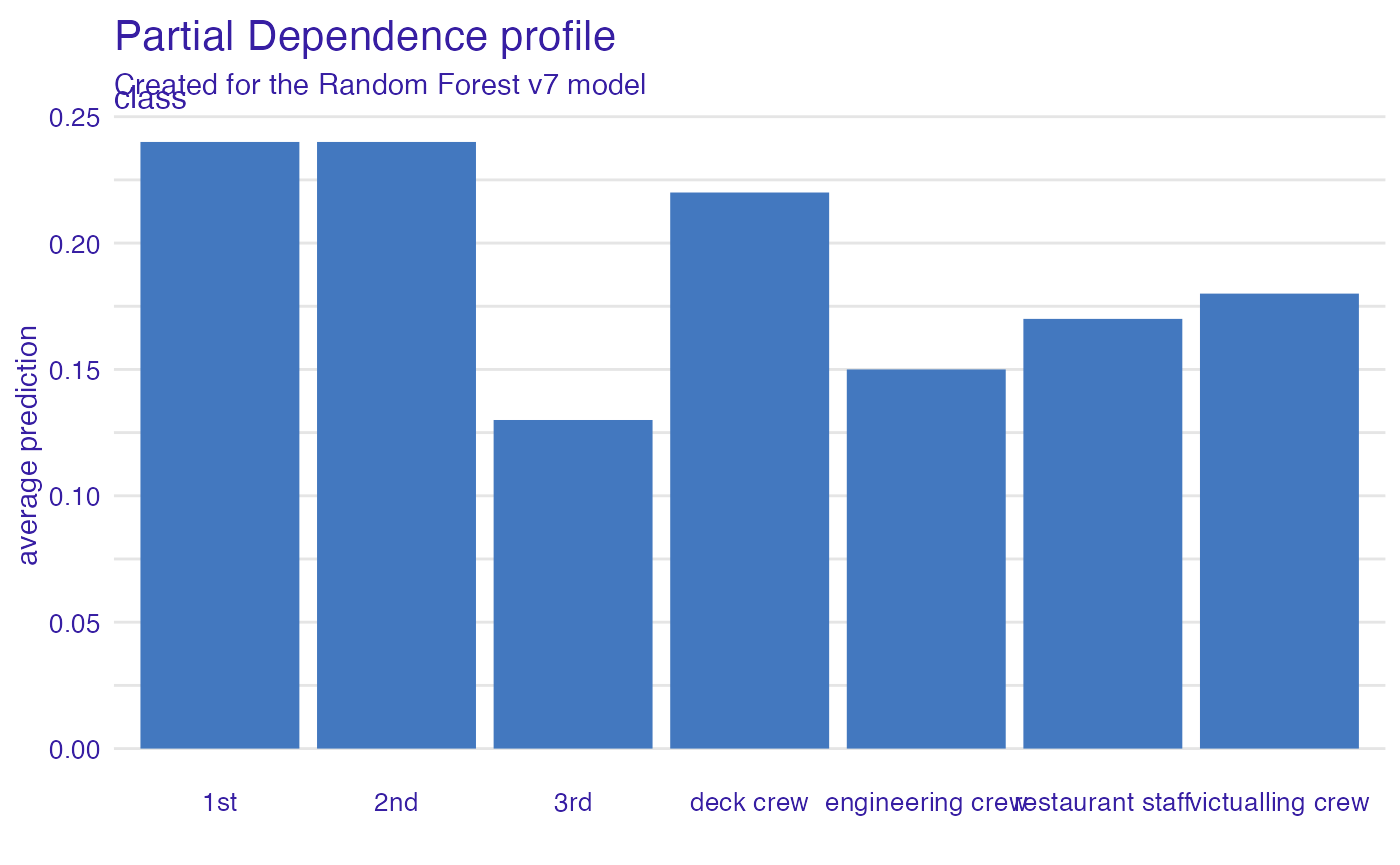 Partial Dependence profile
Created for the Random Forest v7 model
class
0.25
0.20
0.15
0.10
0.05
0.00
average prediction
1st 2nd 3rd deck crew engineering crew restaurant staff victualling crew